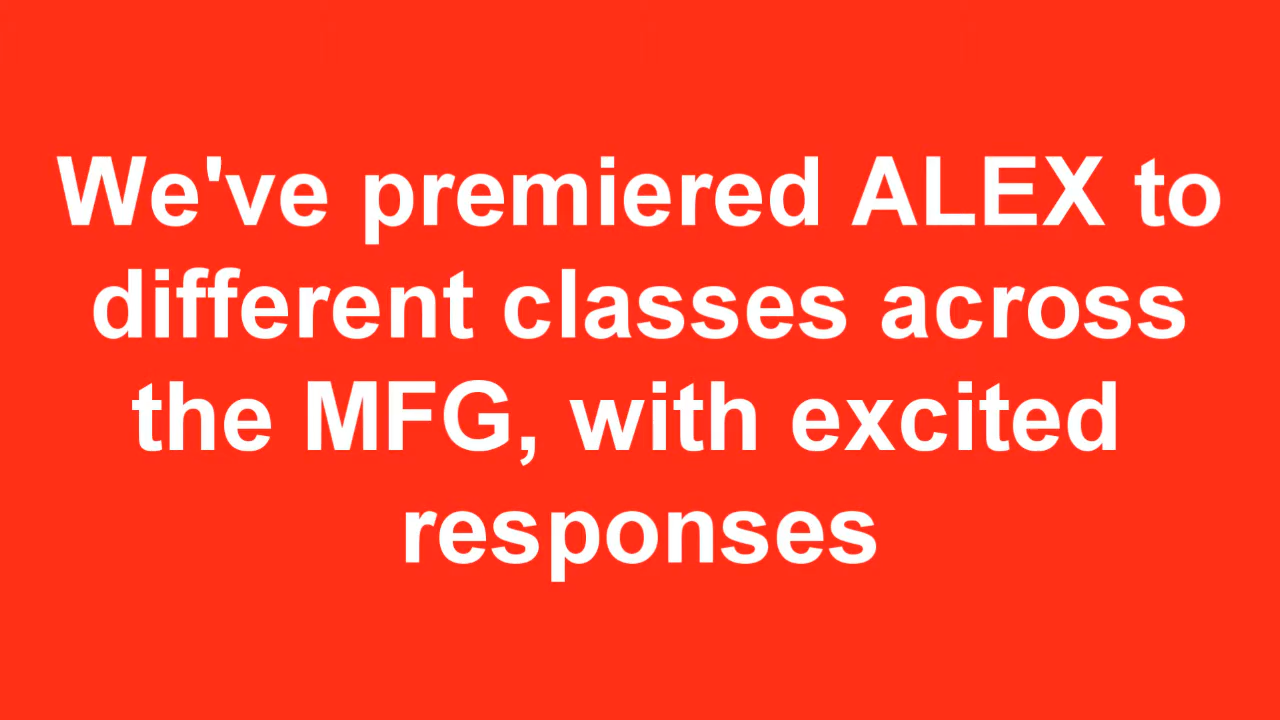 We've premiered ALEX to
different classes across
the MFG, with excited
responses